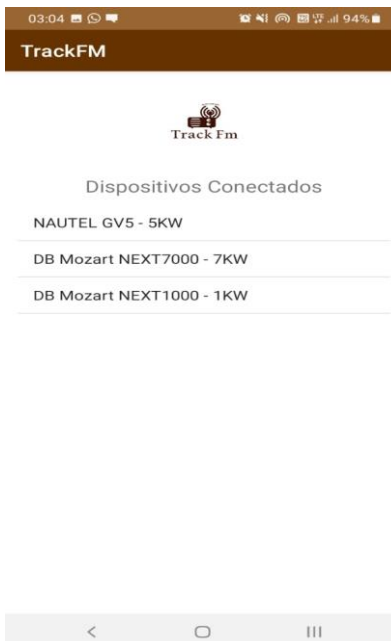 03:04 94%
TrackFM
Track Fm
Dispositivos Conectados
NAUTEL GV5 - 5KW
DB Mozart NEXT7000 - 7KW
DB Mozart NEXT1000 - 1KW